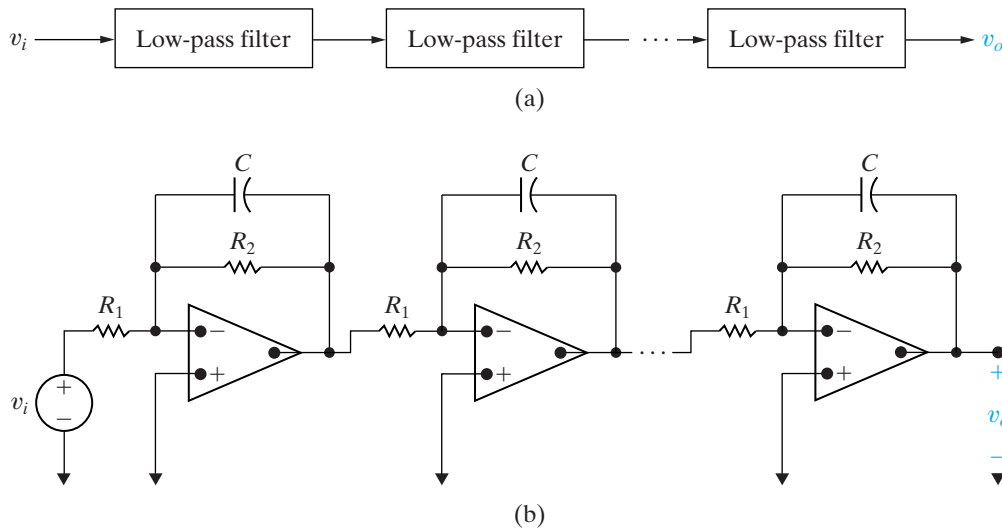 v_i Low-pass filter Low-pass filter ... Low-pass filter v_o
(a)
C C C
R_2 R_2 R_2
R_1 R_1 R_1
− − −
...
+ + +
+
v_i
−
+
v_o
−
(b)